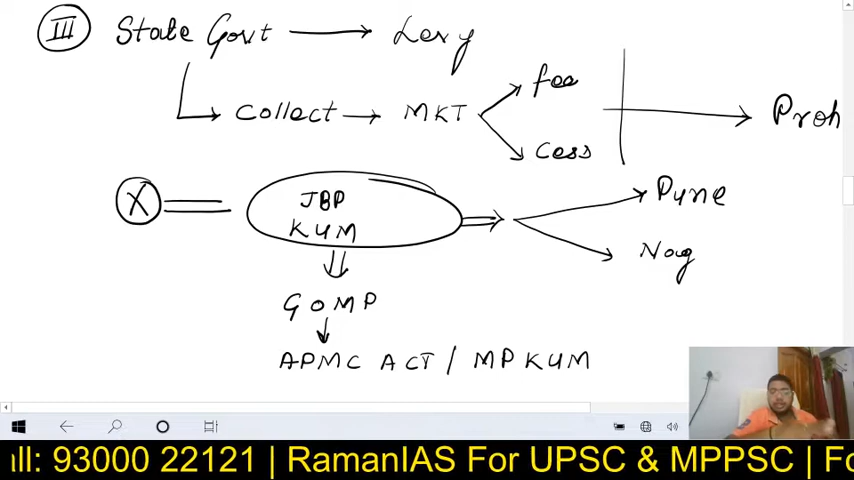 III State Govt → Levy
Collect → MKT
fee
Cess
Proh
X
JBP
KUM
Pune
Nag
GOMP
APMC ACT / MP KUM
all: 93000 22121 | RamanIAS For UPSC & MPPSC | Fo